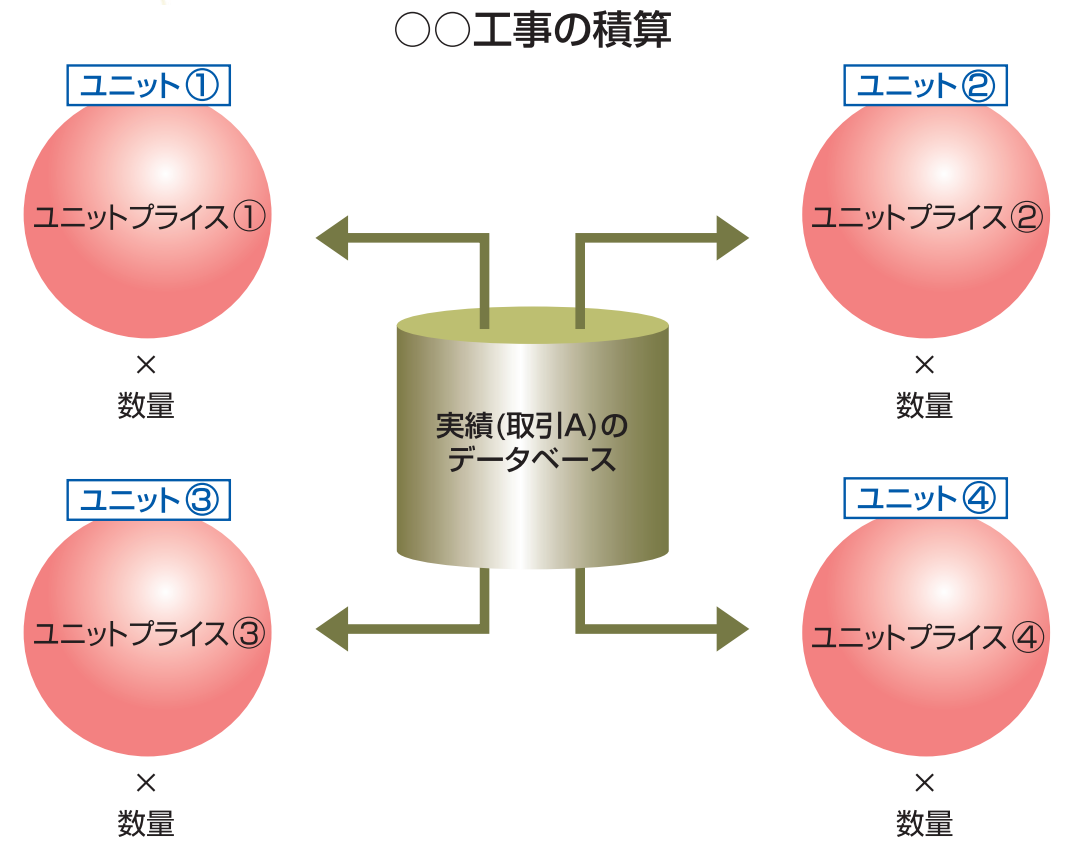 ○○工事の積算
ユニット①
ユニットプライス①
×
数量
ユニット②
ユニットプライス②
×
数量
実績(取引A)の
データベース
ユニット③
ユニットプライス③
×
数量
ユニット④
ユニットプライス④
×
数量